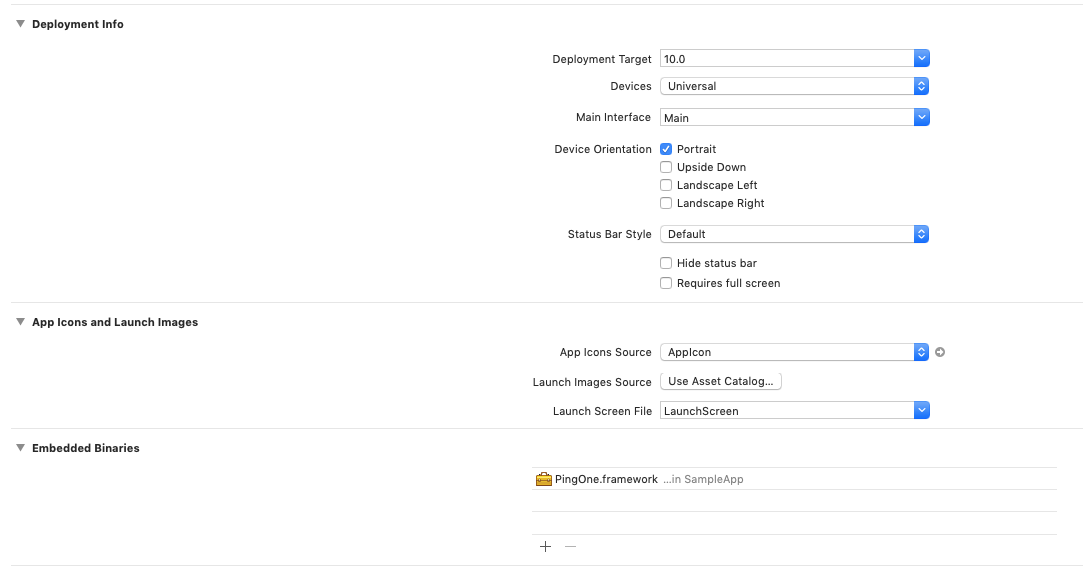 Deployment Info
Deployment Target 10.0
Devices Universal
Main Interface Main
Device Orientation Portrait
Upside Down
Landscape Left
Landscape Right
Status Bar Style Default
Hide status bar
Requires full screen
App Icons and Launch Images
App Icons Source AppIcon
Launch Images Source Use Asset Catalog...
Launch Screen File LaunchScreen
Embedded Binaries
PingOne.framework ...in SampleApp